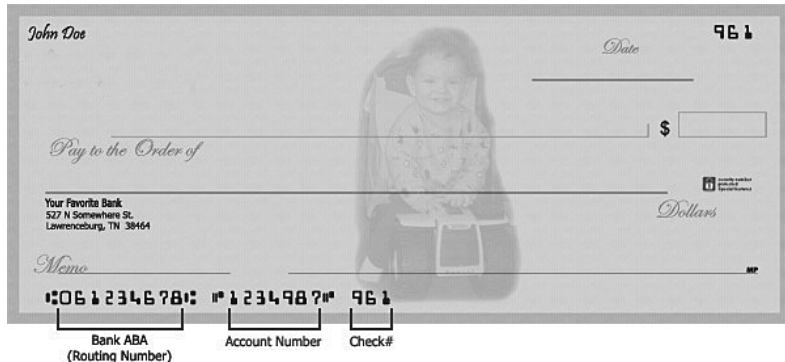 John Doe
961
Date
$
Pay to the Order of
Your Favorite Bank
527 N Somewhere St.
Lawrenceburg, TN 38464
Dollars
Memo
MP
⑆061234678⑆ ⑈1234987⑈ 961
Bank ABA Account Number Check#
(Routing Number)